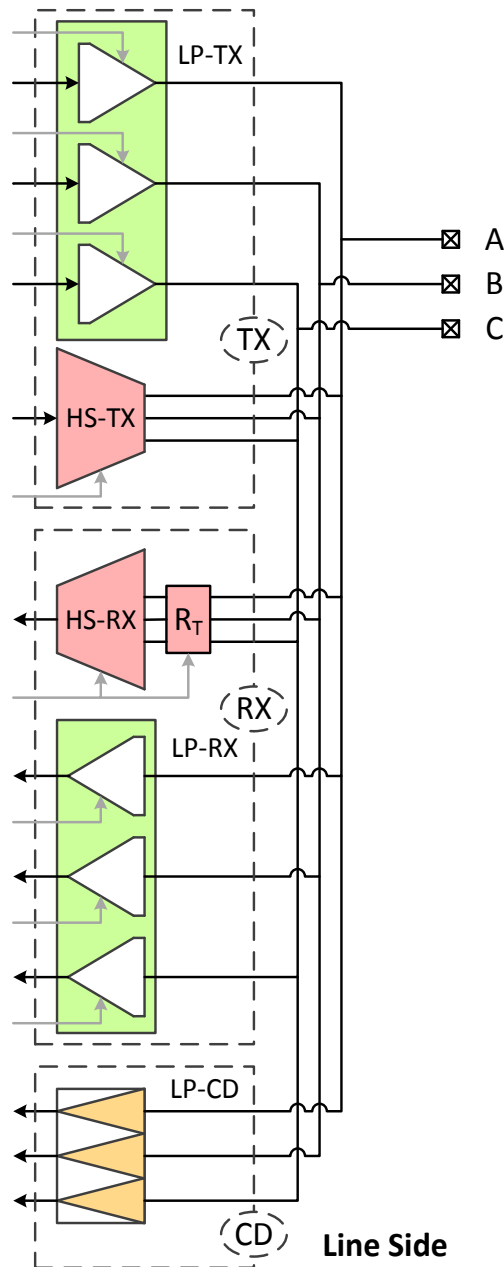 LP-TX
A
B
C
TX
HS-TX
HS-RX
RT
RX
LP-RX
LP-CD
CD
Line Side